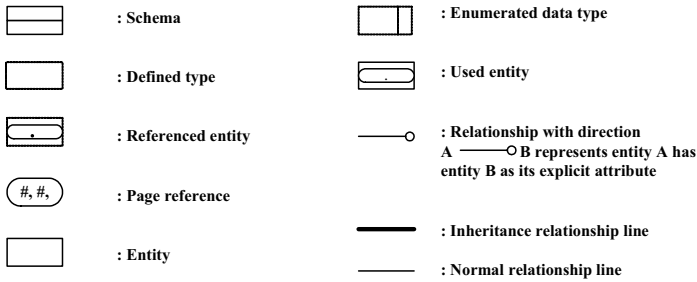 : Schema
: Defined type
: Referenced entity
#, #,
: Page reference
: Entity
: Enumerated data type
: Used entity
: Relationship with direction
A B represents entity A has
entity B as its explicit attribute
: Inheritance relationship line
: Normal relationship line